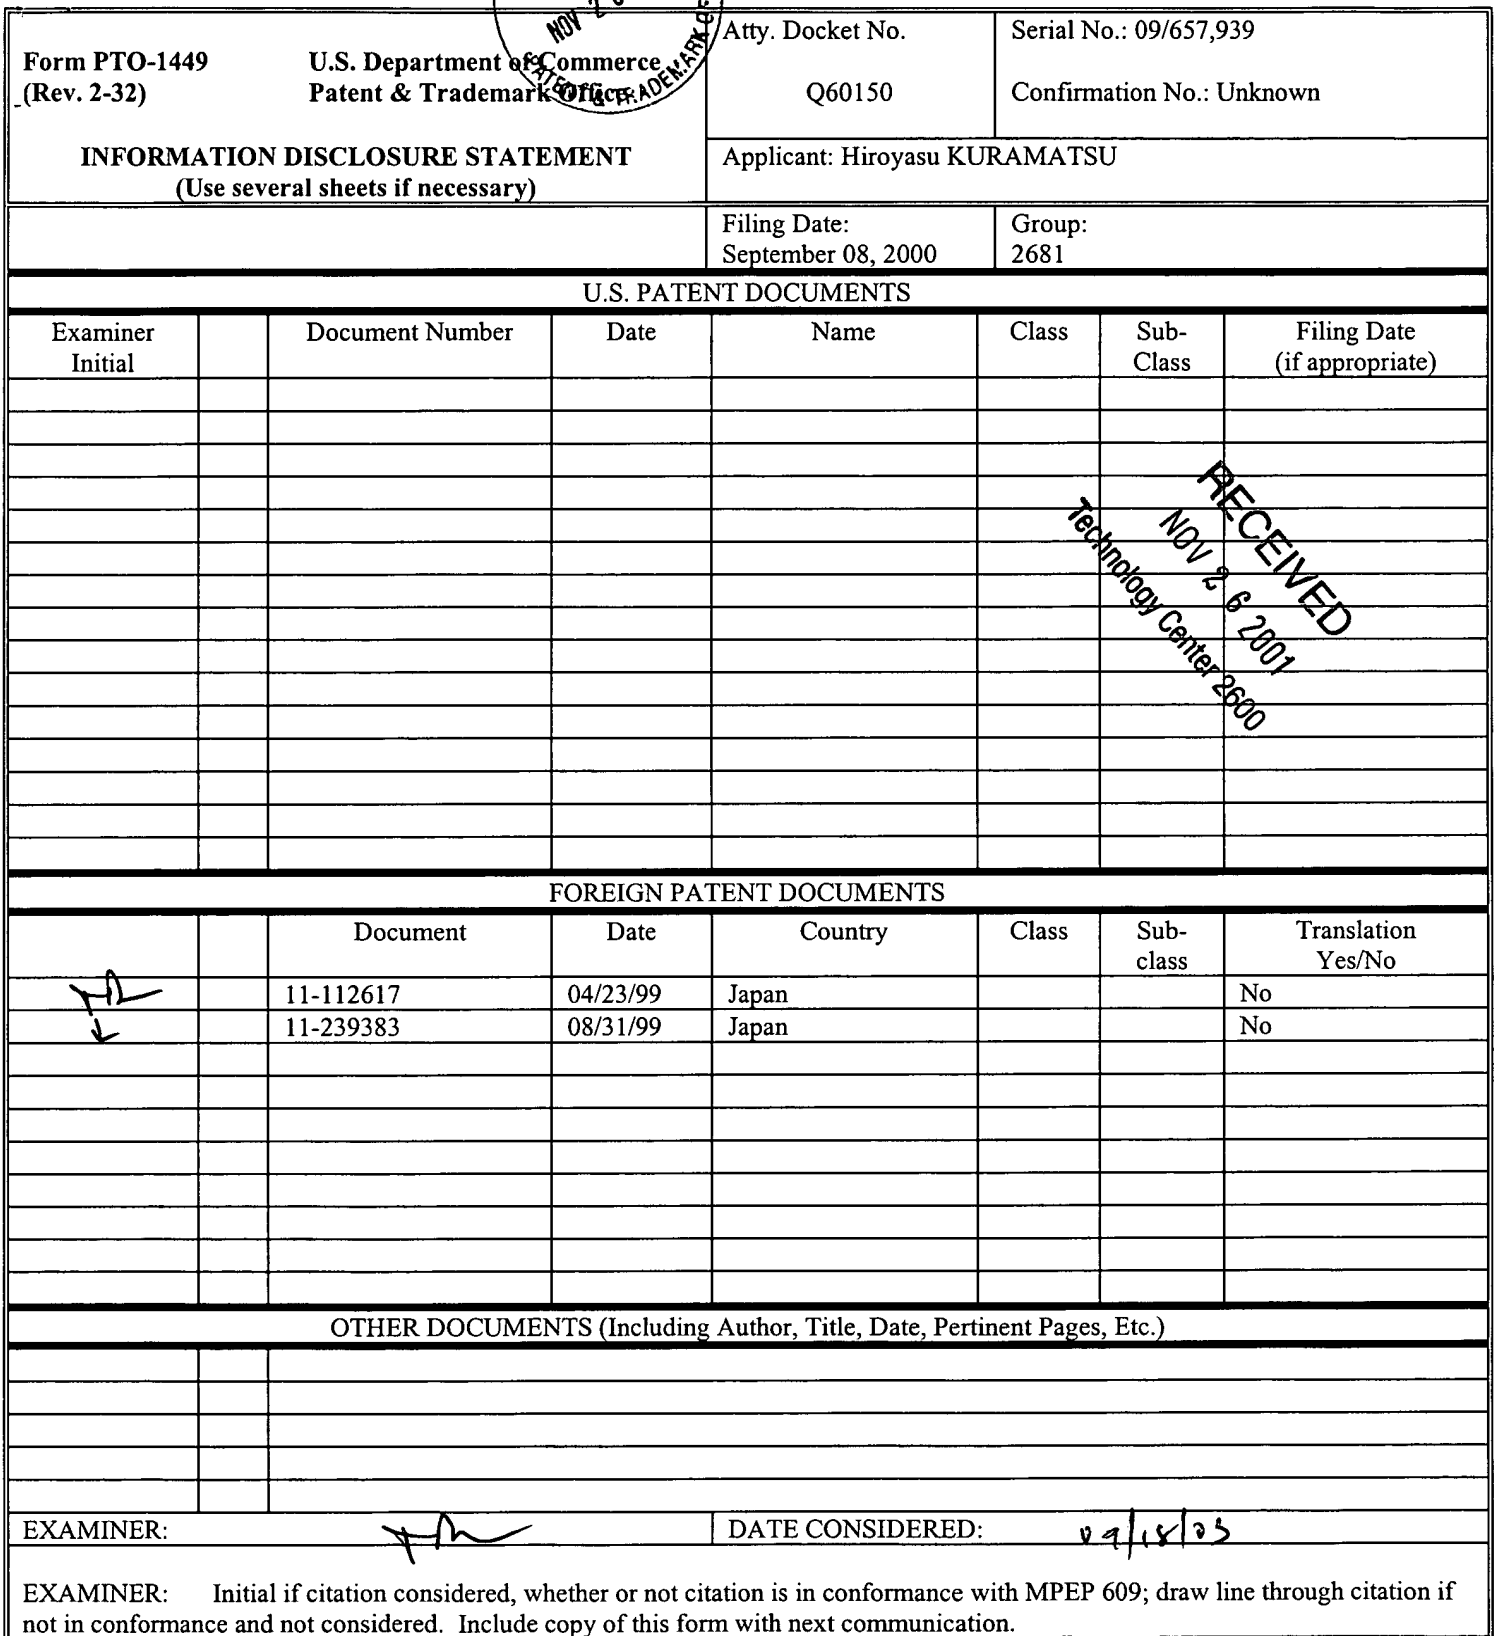 NOV 2
PATENT & TRADEMARK OF
Form PTO-1449 U.S. Department of Commerce
(Rev. 2-32) Patent & Trademark Office
INFORMATION DISCLOSURE STATEMENT
(Use several sheets if necessary)
Atty. Docket No.
Q60150
Serial No.: 09/657,939
Confirmation No.: Unknown
Applicant: Hiroyasu KURAMATSU
Filing Date:
September 08, 2000
Group:
2681
U.S. PATENT DOCUMENTS
Examiner Initial Document Number Date Name Class Sub-Class Filing Date (if appropriate)
RECEIVED
NOV 26 2001
Technology Center 2600
FOREIGN PATENT DOCUMENTS
Document Date Country Class Sub-class Translation Yes/No
11-112617 04/23/99 Japan No
11-239383 08/31/99 Japan No
OTHER DOCUMENTS (Including Author, Title, Date, Pertinent Pages, Etc.)
EXAMINER: DATE CONSIDERED: 09/18/03
EXAMINER: Initial if citation considered, whether or not citation is in conformance with MPEP 609; draw line through citation if
not in conformance and not considered. Include copy of this form with next communication.